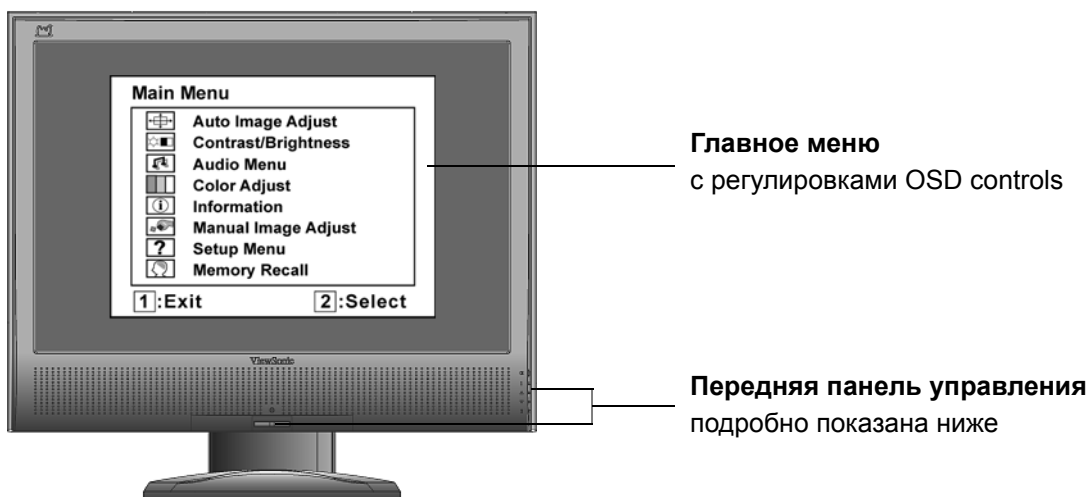 Main Menu
Auto Image Adjust
Contrast/Brightness
Audio Menu
Color Adjust
Information
Manual Image Adjust
? Setup Menu
Memory Recall
1:Exit 2:Select
ViewSonic
Главное меню
с регулировками OSD controls
Передняя панель управления
подробно показана ниже